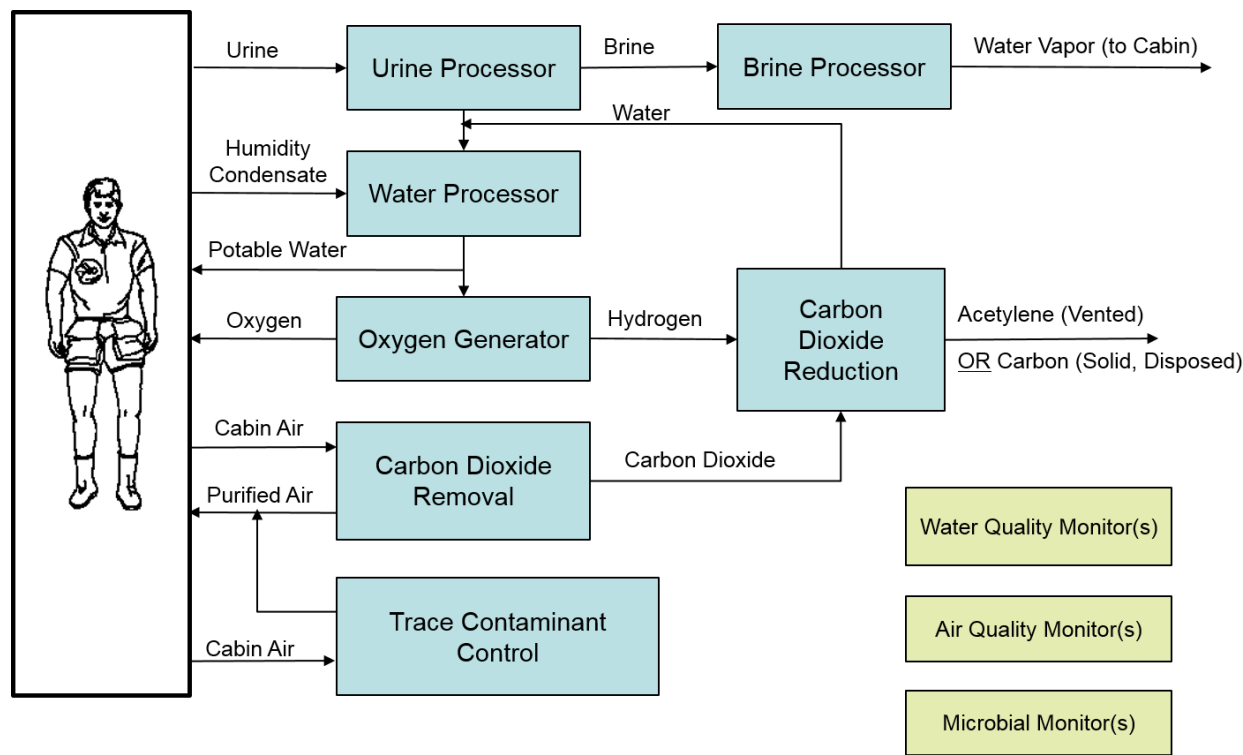 Urine
Urine Processor
Brine
Brine Processor
Water Vapor (to Cabin)
Water
Humidity
Condensate
Water Processor
Potable Water
Oxygen
Oxygen Generator
Hydrogen
Carbon
Dioxide
Reduction
Acetylene (Vented)
OR Carbon (Solid, Disposed)
Cabin Air
Carbon Dioxide
Removal
Carbon Dioxide
Purified Air
Water Quality Monitor(s)
Trace Contaminant
Control
Cabin Air
Air Quality Monitor(s)
Microbial Monitor(s)